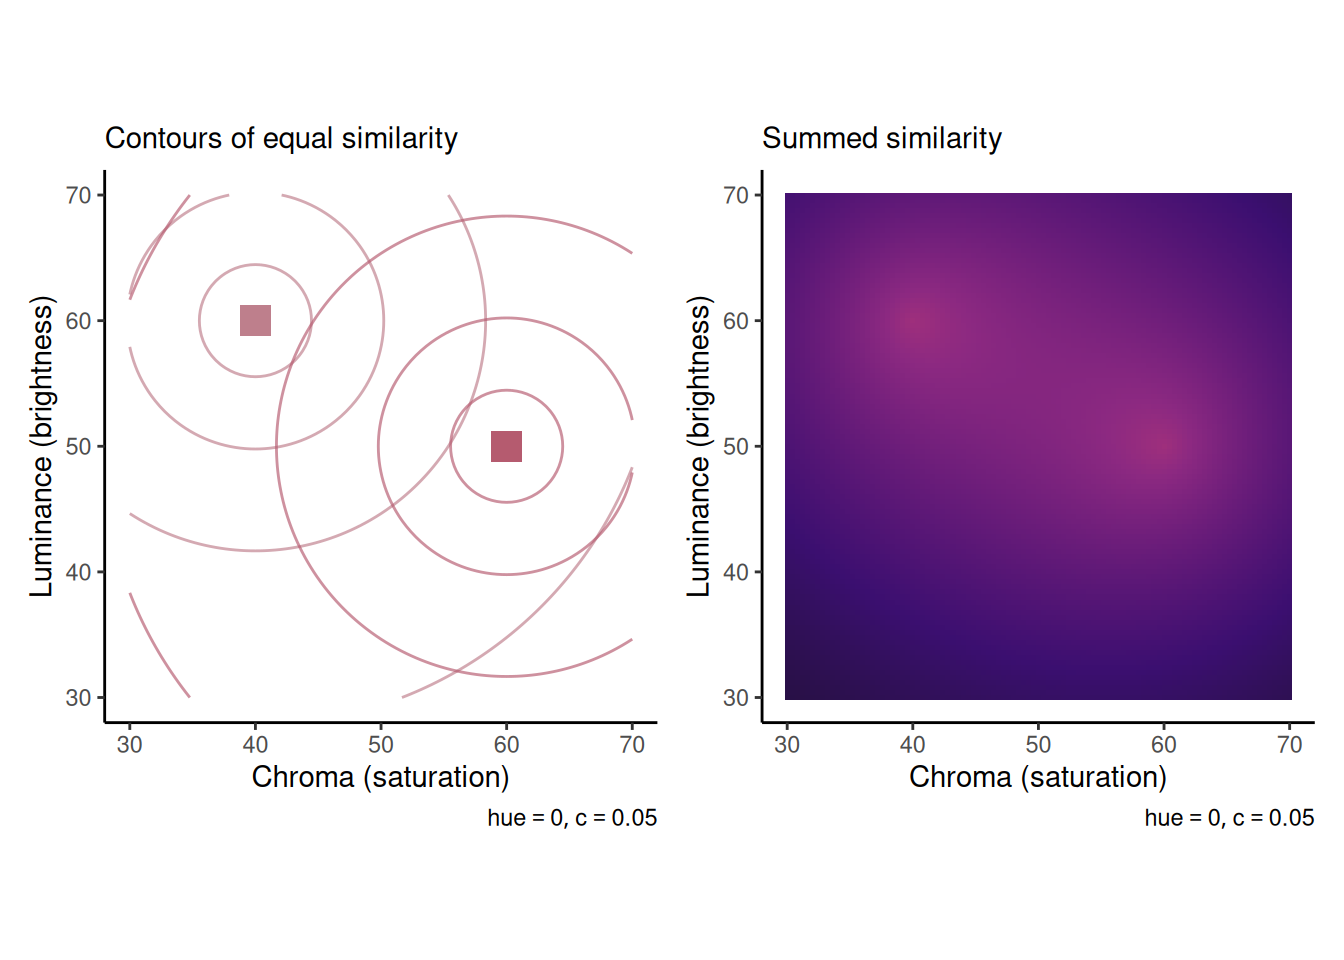 Contours of equal similarity
Luminance (brightness)
70
60
50
40
30
30 40 50 60 70
Chroma (saturation)
hue = 0, c = 0.05
Summed similarity
Luminance (brightness)
70
60
50
40
30
30 40 50 60 70
Chroma (saturation)
hue = 0, c = 0.05